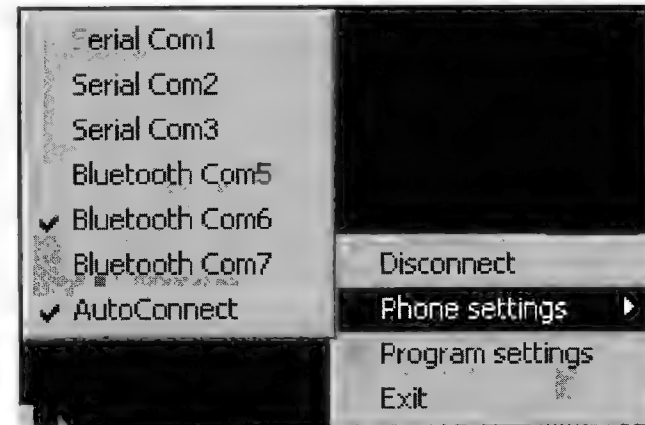 Serial Com1
Serial Com2
Serial Com3
Bluetooth Com5
Bluetooth Com6
Bluetooth Com7
AutoConnect
Disconnect
Phone settings
Program settings
Exit